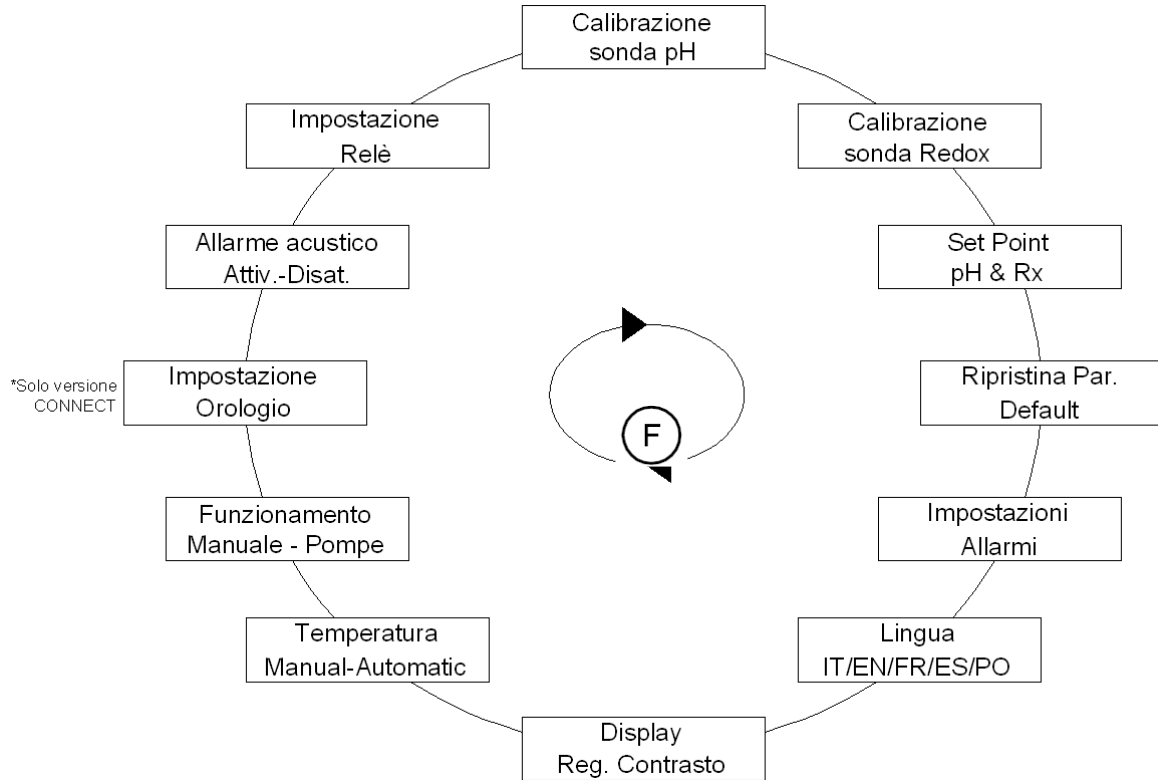 Calibrazione
sonda pH
Impostazione
Relè
Calibrazione
sonda Redox
Allarme acustico
Attiv.-Disat.
Set Point
pH & Rx
*Solo versione
CONNECT
Impostazione
Orologio
Ripristina Par.
Default
F
Funzionamento
Manuale - Pompe
Impostazioni
Allarmi
Temperatura
Manual-Automatic
Lingua
IT/EN/FR/ES/PO
Display
Reg. Contrasto